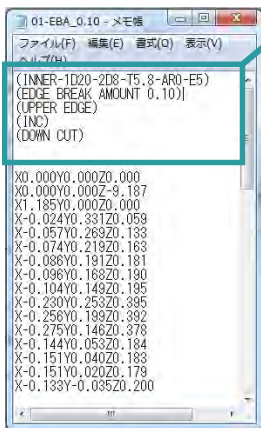 01-EBA_0.10 - メモ帳
ファイル(F) 編集(E) 書式(O) 表示(V)
ヘルプ(H)
(INNER-1D20-2D8-T5.8-AR0-E5)
(EDGE BREAK AMOUNT 0.10)
(UPPER EDGE)
(INC)
(DOWN CUT)
X0.000Y0.000Z0.000
X0.000Y0.000Z-9.187
X1.185Y0.000Z0.000
X-0.024Y0.331Z0.059
X-0.057Y0.269Z0.133
X-0.074Y0.219Z0.163
X-0.086Y0.191Z0.181
X-0.096Y0.168Z0.190
X-0.104Y0.149Z0.195
X-0.230Y0.253Z0.395
X-0.256Y0.199Z0.392
X-0.275Y0.146Z0.378
X-0.144Y0.053Z0.184
X-0.151Y0.040Z0.183
X-0.151Y0.020Z0.179
X-0.133Y-0.035Z0.200